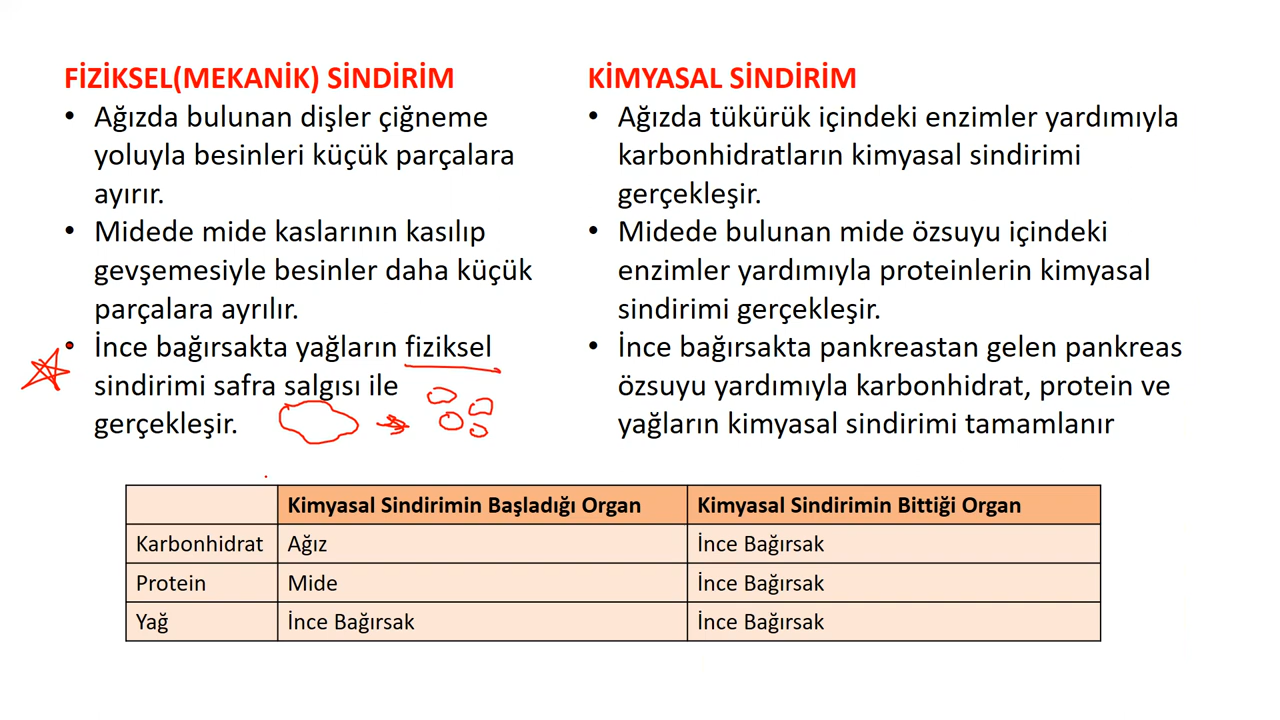 FİZİKSEL(MEKANİK) SİNDİRİM
• Ağızda bulunan dişler çiğneme
yoluyla besinleri küçük parçalara
ayırır.
• Midede mide kaslarının kasılıp
gevşemesiyle besinler daha küçük
parçalara ayrılır.
• İnce bağırsakta yağların fiziksel
sindirimi safra salgısı ile
gerçekleşir.
KİMYASAL SİNDİRİM
• Ağızda tükürük içindeki enzimler yardımıyla
karbonhidratların kimyasal sindirimi
gerçekleşir.
• Midede bulunan mide özsuyu içindeki
enzimler yardımıyla proteinlerin kimyasal
sindirimi gerçekleşir.
• İnce bağırsakta pankreastan gelen pankreas
özsuyu yardımıyla karbonhidrat, protein ve
yağların kimyasal sindirimi tamamlanır
Kimyasal Sindirimin Başladığı Organ Kimyasal Sindirimin Bittiği Organ
Karbonhidrat Ağız İnce Bağırsak
Protein Mide İnce Bağırsak
Yağ İnce Bağırsak İnce Bağırsak